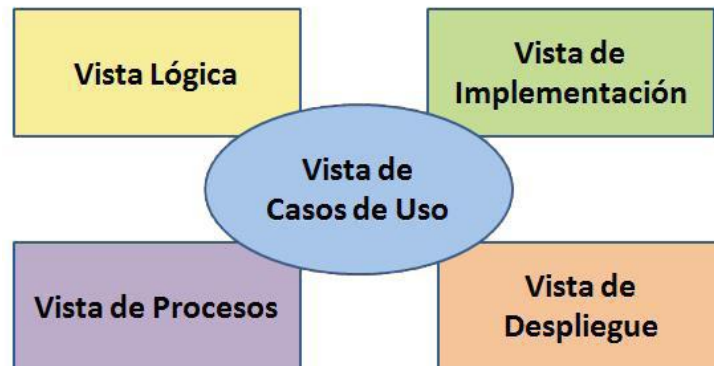 Vista Lógica
Vista de
Implementación
Vista de
Casos de Uso
Vista de Procesos
Vista de
Despliegue